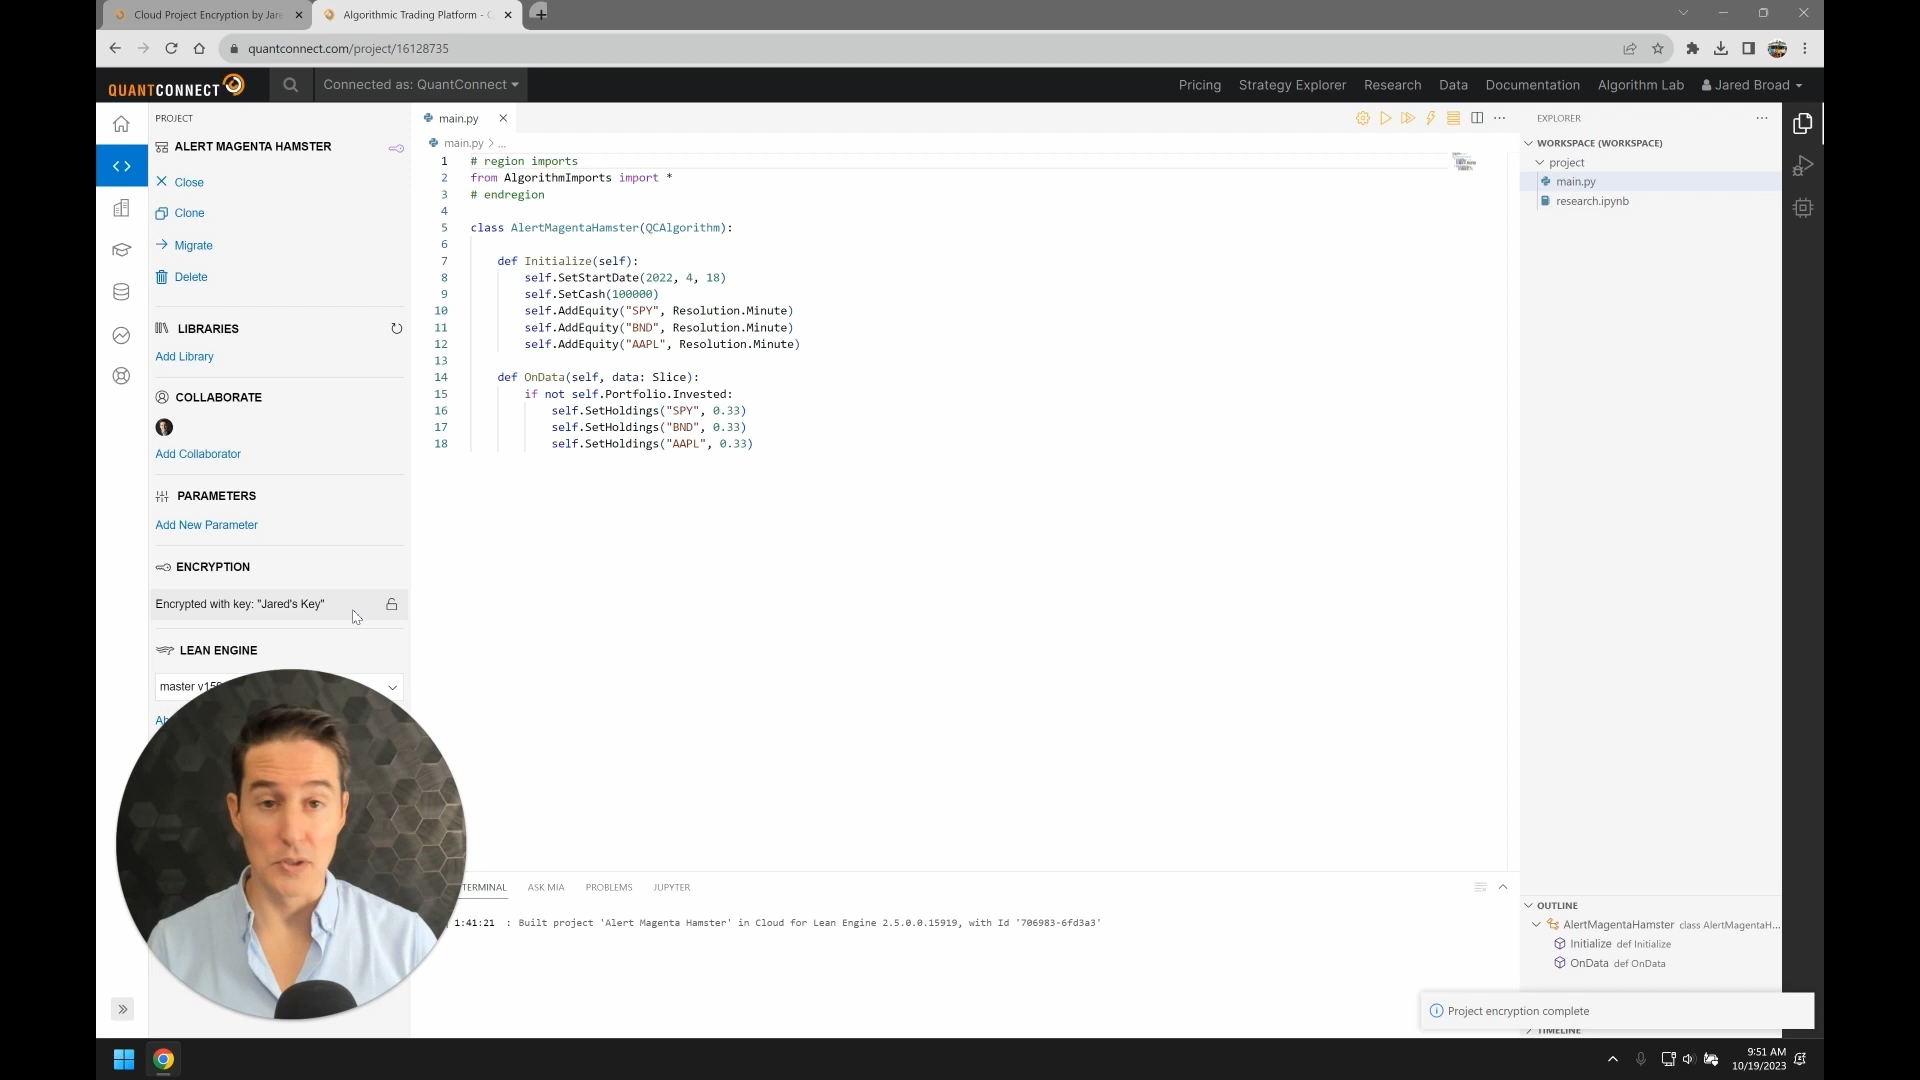 Cloud Project Encryption by Jare
Algorithmic Trading Platform - C
quantconnect.com/project/16128735
QUANTCONNECT
Connected as: QuantConnect
Pricing
Strategy Explorer
Research
Data
Documentation
Algorithm Lab
Jared Broad
PROJECT
ALERT MAGENTA HAMSTER
Close
Clone
Migrate
Delete
LIBRARIES
Add Library
COLLABORATE
Add Collaborator
PARAMETERS
Add New Parameter
ENCRYPTION
Encrypted with key: "Jared's Key"
LEAN ENGINE
master v15
main.py
main.py > ...
1 # region imports
2 from AlgorithmImports import *
3 # endregion
4
5 class AlertMagentaHamster(QCAlgorithm):
6
7 def Initialize(self):
8 self.SetStartDate(2022, 4, 18)
9 self.SetCash(100000)
10 self.AddEquity("SPY", Resolution.Minute)
11 self.AddEquity("BND", Resolution.Minute)
12 self.AddEquity("AAPL", Resolution.Minute)
13
14 def OnData(self, data: Slice):
15 if not self.Portfolio.Invested:
16 self.SetHoldings("SPY", 0.33)
17 self.SetHoldings("BND", 0.33)
18 self.SetHoldings("AAPL", 0.33)
TERMINAL
ASK MIA
PROBLEMS
JUPYTER
1:41:21 : Built project 'Alert Magenta Hamster' in Cloud for Lean Engine 2.5.0.0.15919, with Id '706983-6fd3a3'
EXPLORER
WORKSPACE (WORKSPACE)
project
main.py
research.ipynb
OUTLINE
AlertMagentaHamster class AlertMagentaH...
Initialize def Initialize
OnData def OnData
Project encryption complete
TIMELINE
9:51 AM
10/19/2023